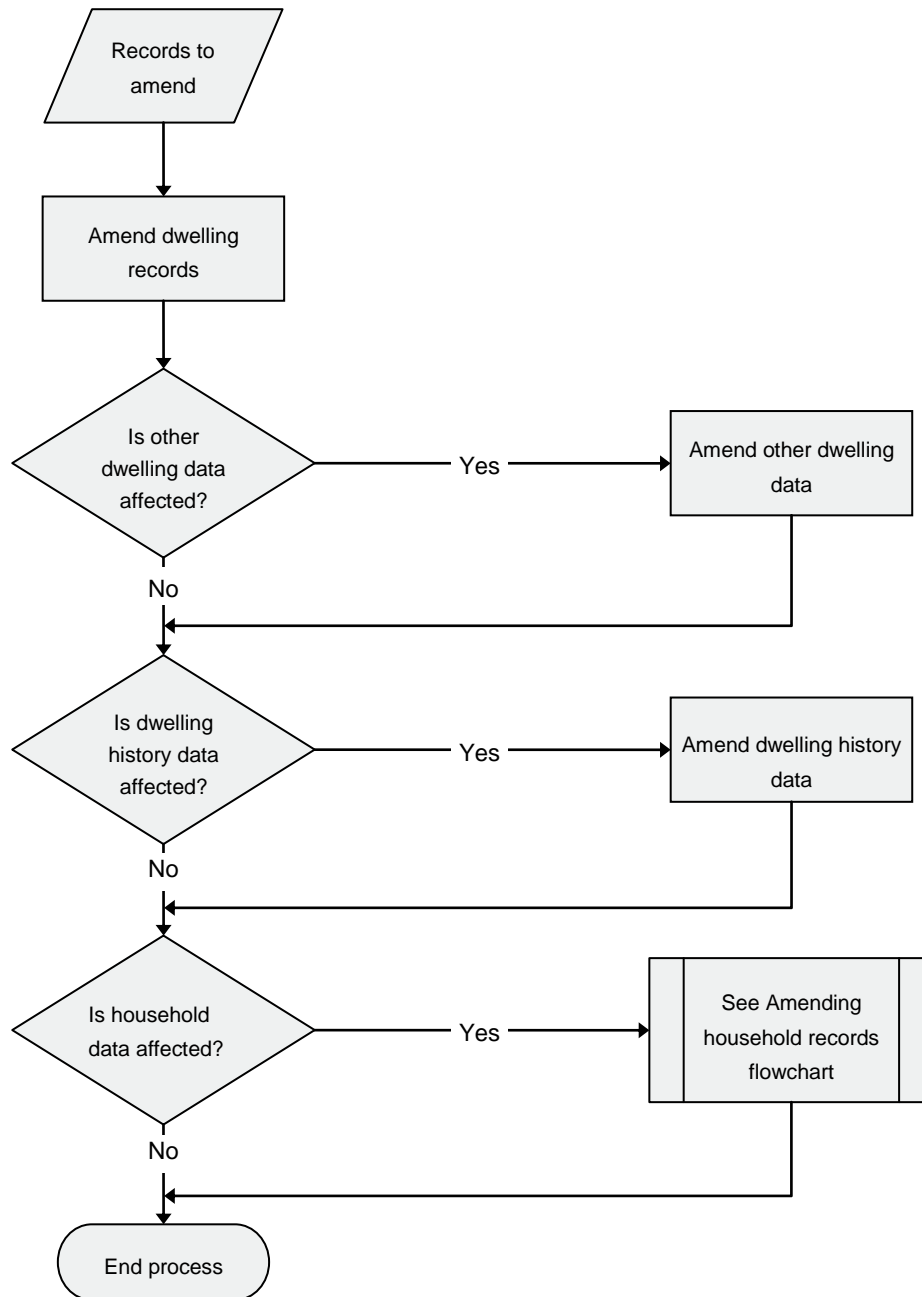 Records to
amend
Amend dwelling
records
Is other
dwelling data
affected?
Yes
Amend other dwelling
data
No
Is dwelling
history data
affected?
Yes
Amend dwelling history
data
No
Is household
data affected?
Yes
See Amending
household records
flowchart
No
End process